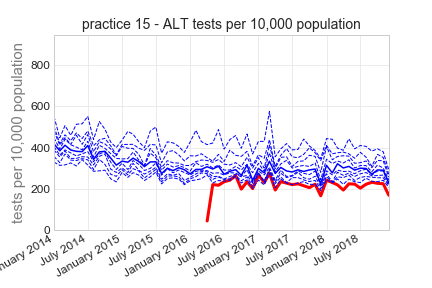 practice 15 - ALT tests per 10,000 population
tests per 10,000 population
800
600
400
200
0
nuary 2014
July 2014
January 2015
July 2015
January 2016
July 2016
January 2017
July 2017
January 2018
July 2018